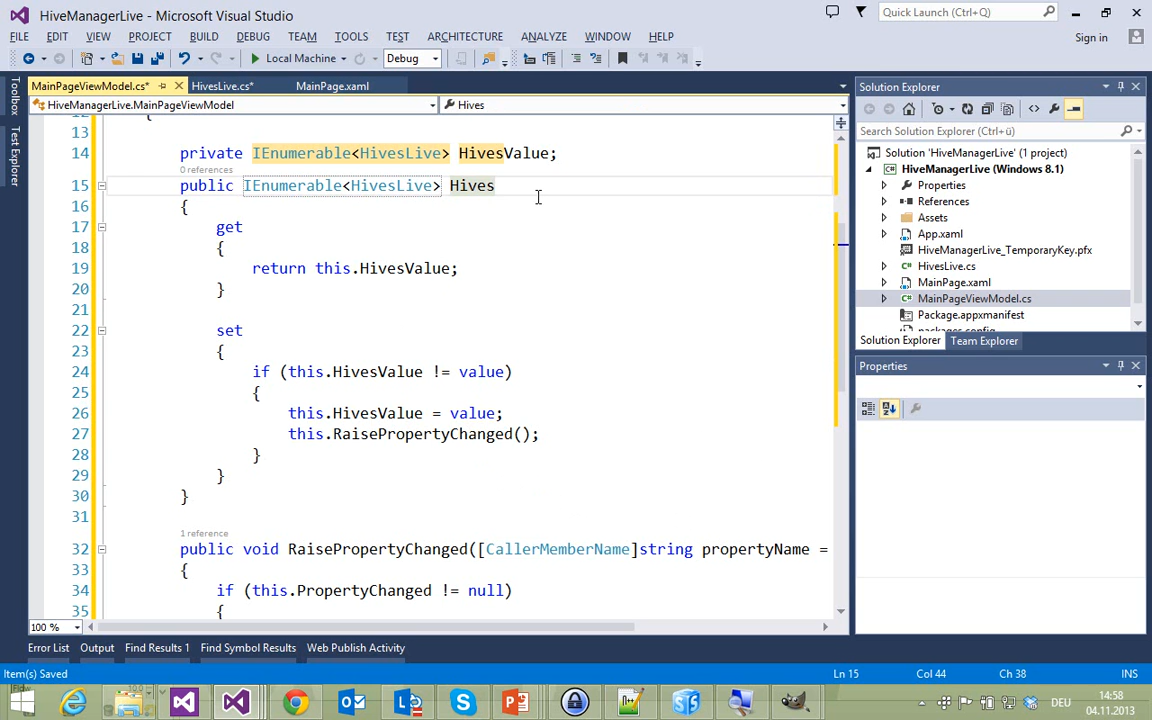 HiveManagerLive - Microsoft Visual Studio
Quick Launch (Ctrl+Q)
FILE EDIT VIEW PROJECT BUILD DEBUG TEAM TOOLS TEST ARCHITECTURE ANALYZE WINDOW HELP
Sign in
Local Machine Debug
Toolbox
Test Explorer
MainPageViewModel.cs* HivesLive.cs* MainPage.xaml
HiveManagerLive.MainPageViewModel Hives
12 {
13
14 private IEnumerable<HivesLive> HivesValue;
0 references
15 public IEnumerable<HivesLive> Hives
16 {
17 get
18 {
19 return this.HivesValue;
20 }
21
22 set
23 {
24 if (this.HivesValue != value)
25 {
26 this.HivesValue = value;
27 this.RaisePropertyChanged();
28 }
29 }
30 }
31
1 reference
32 public void RaisePropertyChanged([CallerMemberName]string propertyName =
33 {
34 if (this.PropertyChanged != null)
35 {
100 %
Solution Explorer
Search Solution Explorer (Ctrl+ü)
Solution 'HiveManagerLive' (1 project)
HiveManagerLive (Windows 8.1)
Properties
References
Assets
App.xaml
HiveManagerLive_TemporaryKey.pfx
HivesLive.cs
MainPage.xaml
MainPageViewModel.cs
Package.appxmanifest
packages.config
Solution Explorer Team Explorer
Properties
Error List Output Find Results 1 Find Symbol Results Web Publish Activity
Item(s) Saved Ln 15 Col 44 Ch 38 INS
DEU 14:58
04.11.2013